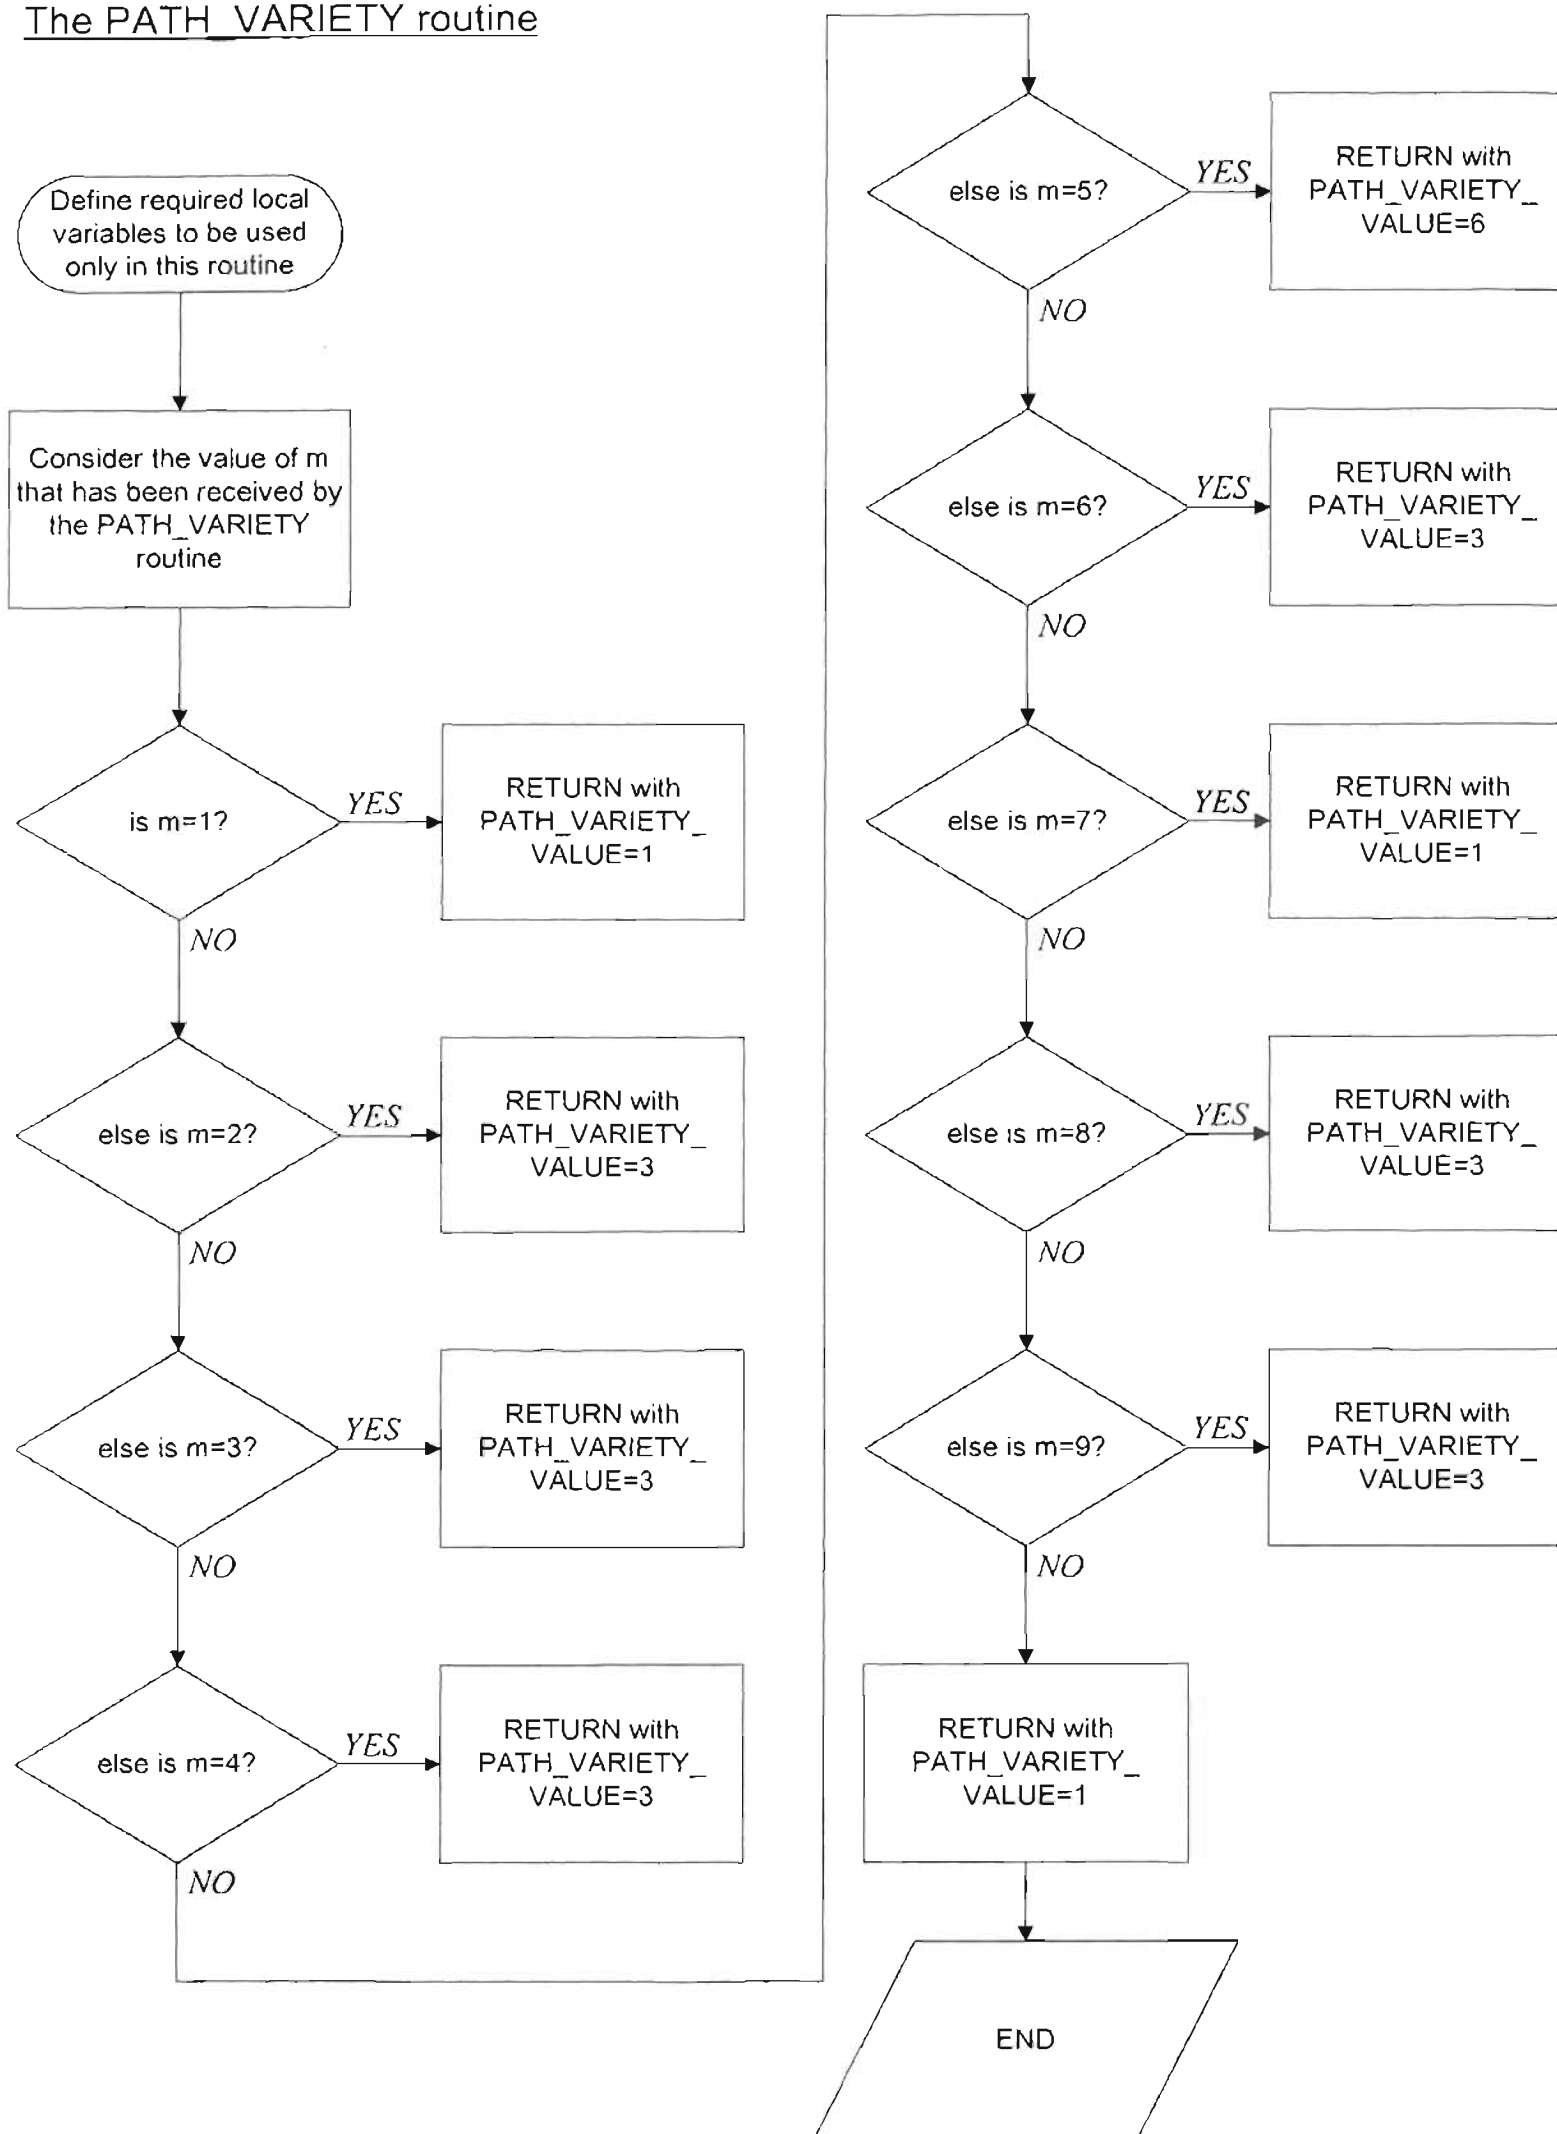 The PATH_VARIETY routine
Define required local
variables to be used
only in this routine
Consider the value of m
that has been received by
the PATH_VARIETY
routine
is m=1?
YES
RETURN with
PATH_VARIETY_
VALUE=1
NO
else is m=2?
YES
RETURN with
PATH_VARIETY_
VALUE=3
NO
else is m=3?
YES
RETURN with
PATH_VARIETY_
VALUE=3
NO
else is m=4?
YES
RETURN with
PATH_VARIETY_
VALUE=3
NO
else is m=5?
YES
RETURN with
PATH_VARIETY_
VALUE=6
NO
else is m=6?
YES
RETURN with
PATH_VARIETY_
VALUE=3
NO
else is m=7?
YES
RETURN with
PATH_VARIETY_
VALUE=1
NO
else is m=8?
YES
RETURN with
PATH_VARIETY_
VALUE=3
NO
else is m=9?
YES
RETURN with
PATH_VARIETY_
VALUE=3
NO
RETURN with
PATH_VARIETY_
VALUE=1
END